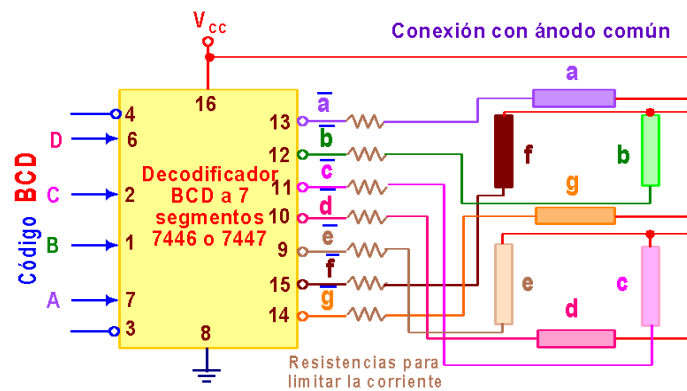 Conexión con ánodo común
Vcc
16
4
6
2
1
7
3
D
C
B
A
Código BCD
Decodificador
BCD a 7
segmentos
7446 o 7447
13
12
11
10
9
15
14
8
a
b
c
d
e
f
g
a
f
b
g
e
c
d
Resistencias para
limitar la corriente